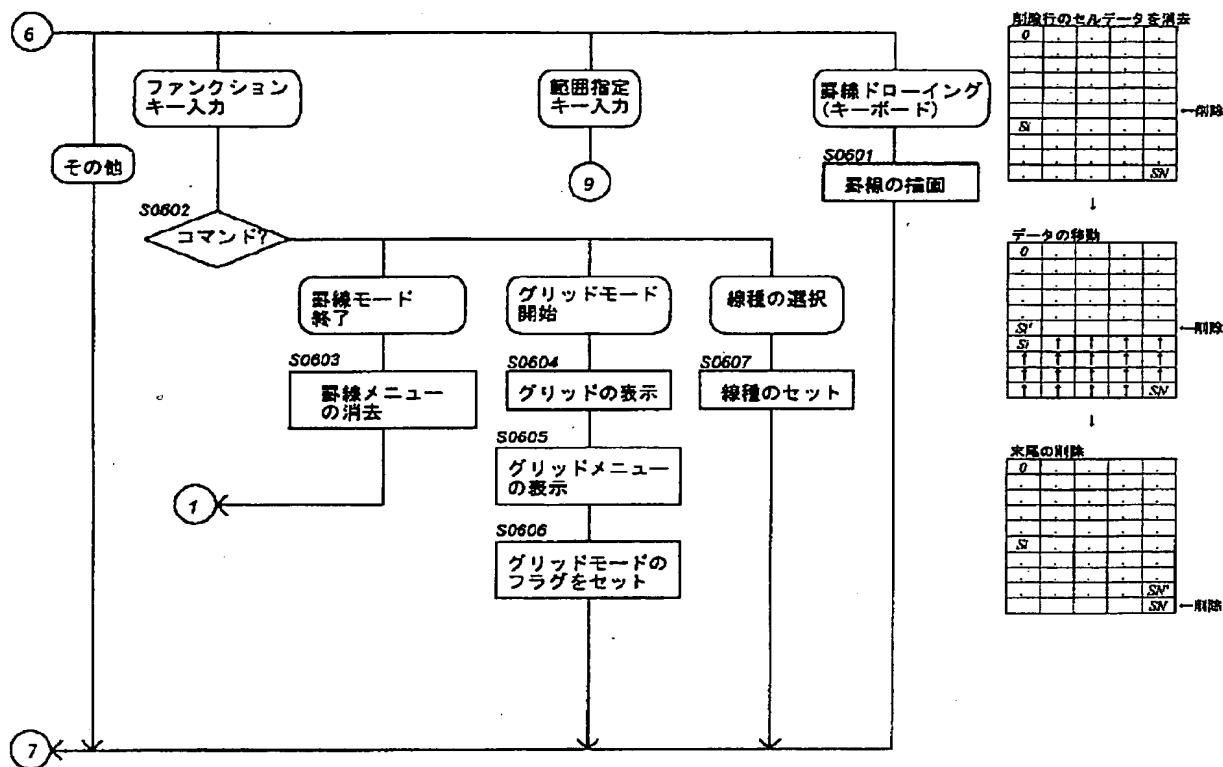 6
ファンクション
キー入力
範囲指定
キー入力
罫線ドローイング
(キーボード)
その他
9
S0601
罫線の描画
S0602
コマンド?
罫線モード
終了
グリッドモード
開始
線種の選択
S0603
罫線メニュー
の消去
S0604
グリッドの表示
S0607
線種のセット
S0605
グリッドメニュー
の表示
1
S0606
グリッドモードの
フラグをセット
7
削除行のセルデータを消去
0
←削除
Si
SN
↓
データの移動
0
Si'
←削除
Si ↑ ↑ ↑ ↑
↑ ↑ ↑ ↑ ↑
↑ ↑ ↑ ↑ ↑
↑ ↑ ↑ ↑ SN
↓
末尾の削除
0
Si
SN'
SN ←削除